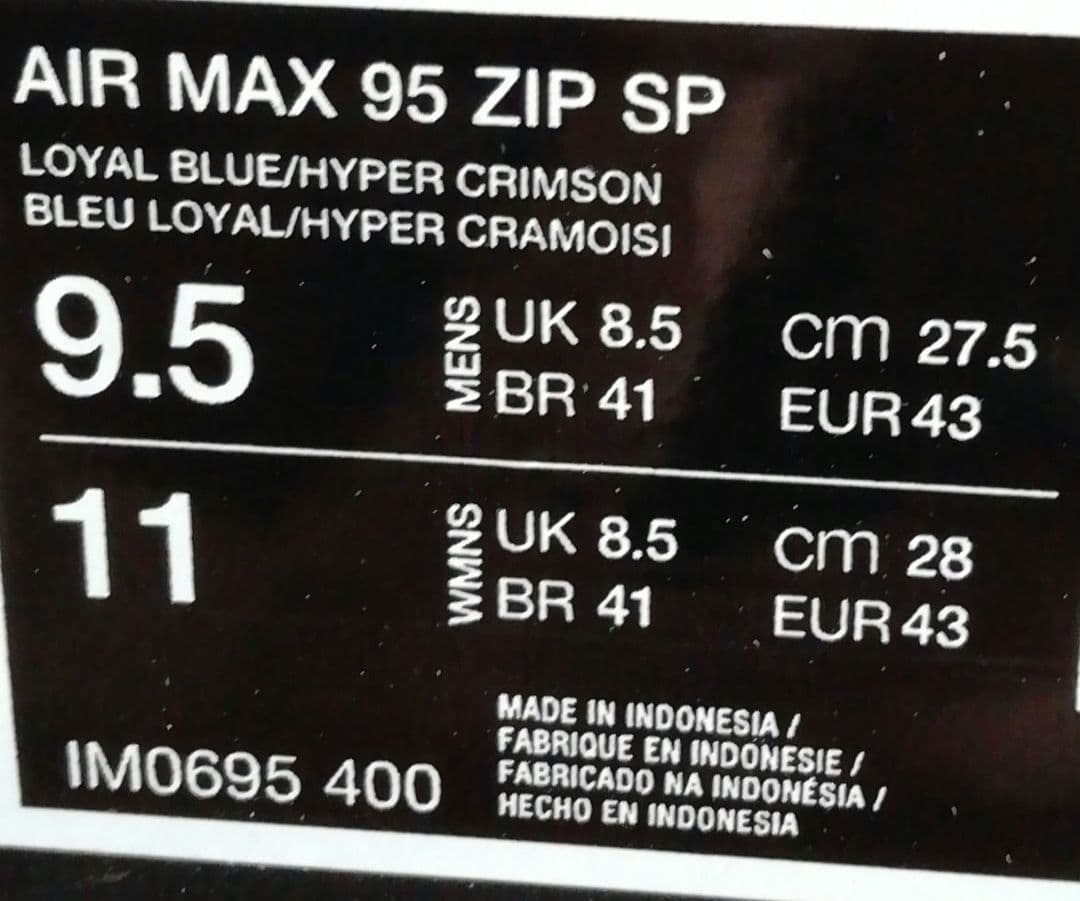 AIR MAX 95 ZIP SP
LOYAL BLUE/HYPER CRIMSON
BLEU LOYAL/HYPER CRAMOISI
9.5 MENS UK 8.5 cm 27.5
BR 41 EUR 43
11 WMNS UK 8.5 cm 28
BR 41 EUR 43
IM0695 400
MADE IN INDONESIA /
FABRIQUE EN INDONESIE /
FABRICADO NA INDONÉSIA /
HECHO EN INDONESIA